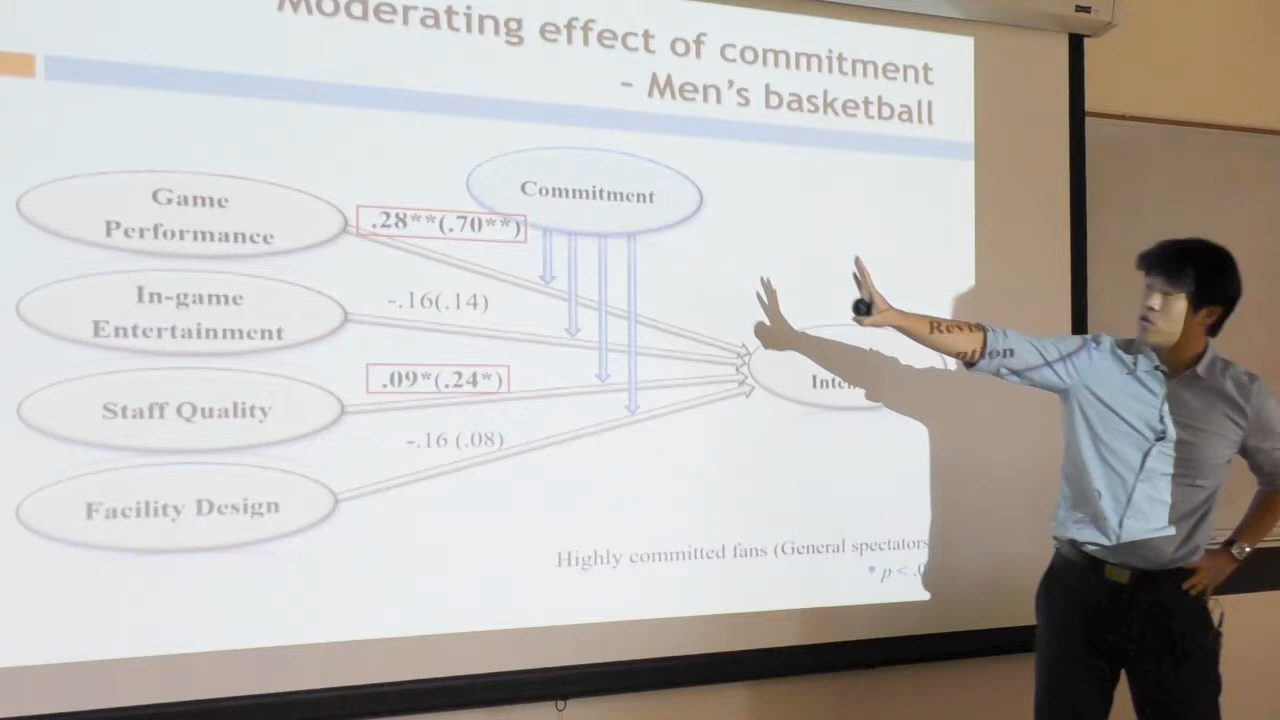 Moderating effect of commitment
– Men's basketball
Commitment
Game
Performance
.28**(.70**)
In-game
Entertainment
-.16(.14)
Staff Quality
.09*(.24*)
Facility Design
-.16 (.08)
Highly committed fans (General spectators
* p <